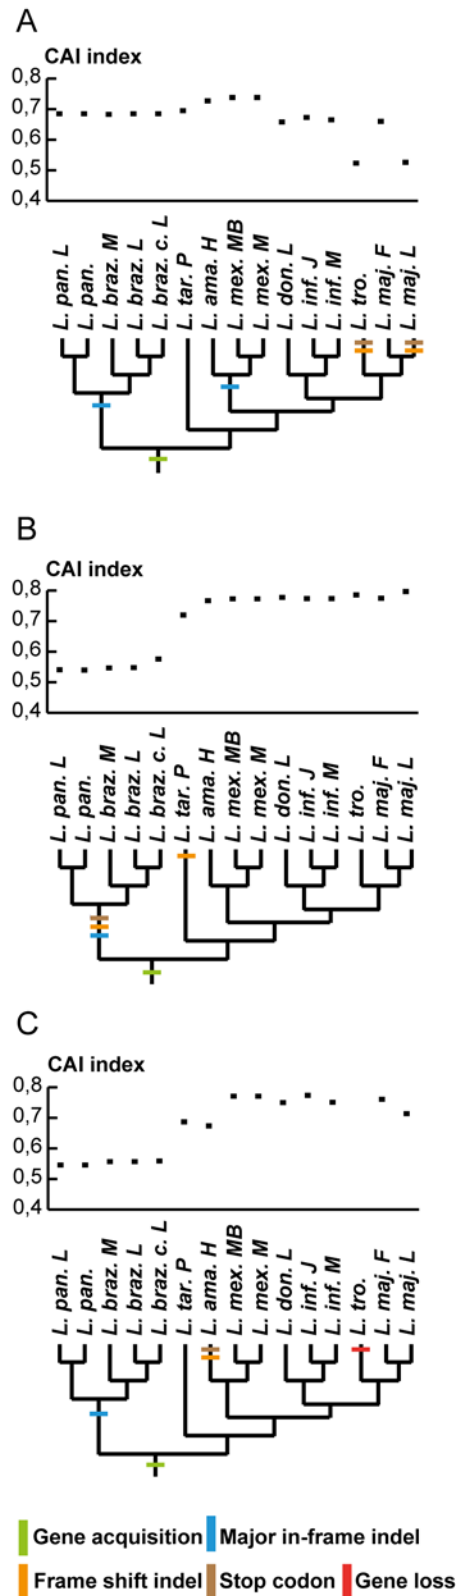 A
CAI index
0,8
0,7
0,6
0,5
0,4
L. pan. L
L. pan.
L. braz. M
L. braz. L
L. braz. c. L
L. tar. P
L. ama. H
L. mex. MB
L. mex. M
L. don. L
L. inf. J
L. inf. M
L. tro.
L. maj. F
L. maj. L
B
CAI index
0,8
0,7
0,6
0,5
0,4
L. pan. L
L. pan.
L. braz. M
L. braz. L
L. braz. c. L
L. tar. P
L. ama. H
L. mex. MB
L. mex. M
L. don. L
L. inf. J
L. inf. M
L. tro.
L. maj. F
L. maj. L
C
CAI index
0,8
0,7
0,6
0,5
0,4
L. pan. L
L. pan.
L. braz. M
L. braz. L
L. braz. c. L
L. tar. P
L. ama. H
L. mex. MB
L. mex. M
L. don. L
L. inf. J
L. inf. M
L. tro.
L. maj. F
L. maj. L
Gene acquisition Major in-frame indel
Frame shift indel Stop codon Gene loss